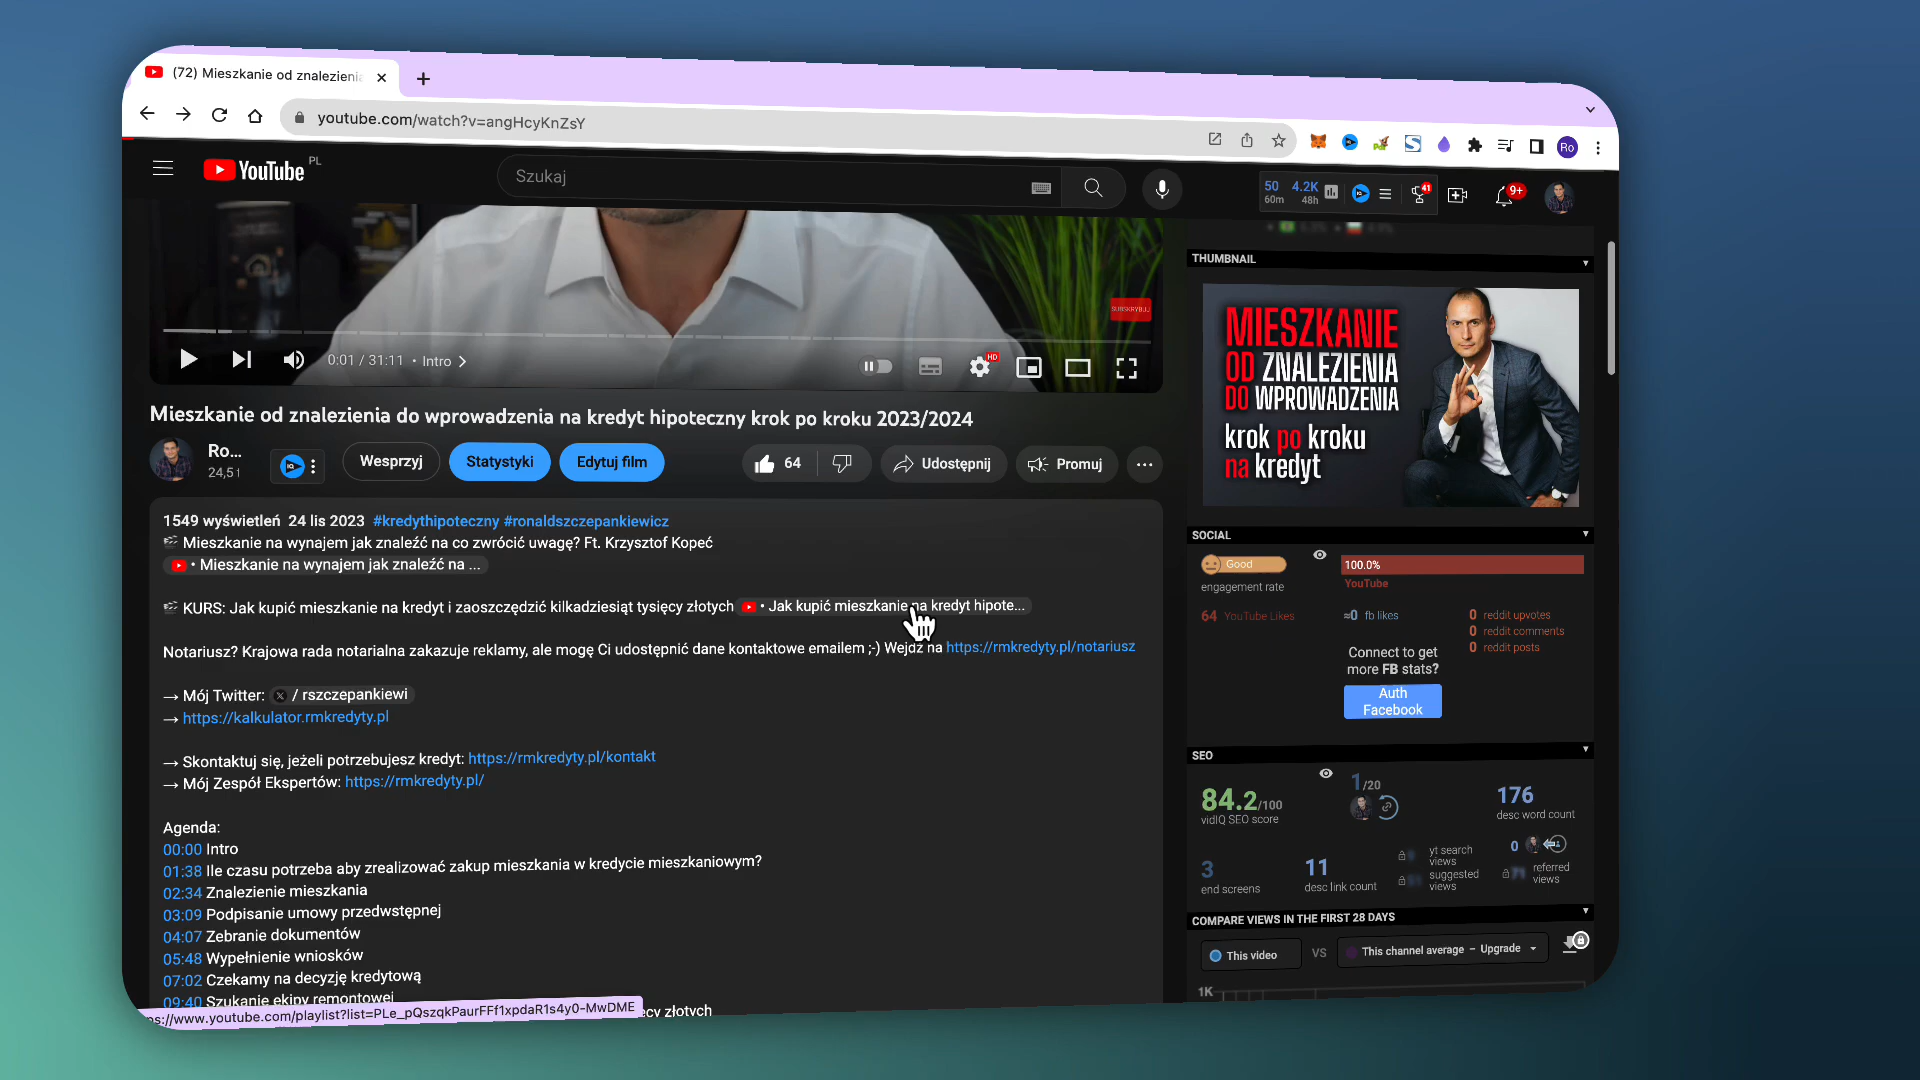 (72) Mieszkanie od znalezieni
youtube.com/watch?v=angHcyKnZsY
Ro
YouTube PL
Szukaj
50 4.2K
60m 48h
41
9+
SUBSKRYBUJ
0:01 / 31:11 • Intro
HD
Mieszkanie od znalezienia do wprowadzenia na kredyt hipoteczny krok po kroku 2023/2024
Ro...
24,5
Wesprzyj
Statystyki
Edytuj film
64
Udostępnij
Promuj
1549 wyświetleń 24 lis 2023 #kredythipoteczny #ronaldszczepankiewicz
Mieszkanie na wynajem jak znaleźć na co zwrócić uwagę? Ft. Krzysztof Kopeć
• Mieszkanie na wynajem jak znaleźć na ...
KURS: Jak kupić mieszkanie na kredyt i zaoszczędzić kilkadziesiąt tysięcy złotych • Jak kupić mieszkanie na kredyt hipote...
Notariusz? Krajowa rada notarialna zakazuje reklamy, ale mogę Ci udostępnić dane kontaktowe emailem ;-) Wejdź na https://rmkredyty.pl/notariusz
→ Mój Twitter: X / rszczepankiewi
→ https://kalkulator.rmkredyty.pl
→ Skontaktuj się, jeżeli potrzebujesz kredyt: https://rmkredyty.pl/kontakt
→ Mój Zespół Ekspertów: https://rmkredyty.pl/
Agenda:
00:00 Intro
01:38 Ile czasu potrzeba aby zrealizować zakup mieszkania w kredycie mieszkaniowym?
02:34 Znalezienie mieszkania
03:09 Podpisanie umowy przedwstępnej
04:07 Zebranie dokumentów
05:48 Wypełnienie wniosków
07:02 Czekamy na decyzję kredytową
09:40 Szukanie ekipy remontowej
ps://www.youtube.com/playlist?list=PLe_pQszqkPaurFFf1xpdaR1s4y0-MwDME
ęcy złotych
THUMBNAIL
MIESZKANIE
OD ZNALEZIENIA
DO WPROWADZENIA
krok po kroku
na kredyt
SOCIAL
Good
engagement rate
100.0%
YouTube
64 YouTube Likes
≈0 fb likes
0 reddit upvotes
0 reddit comments
0 reddit posts
Connect to get
more FB stats?
Auth
Facebook
SEO
84.2/100
vidIQ SEO score
1/20
176
desc word count
3
end screens
11
desc link count
yt search
views
suggested
views
0
71 referred
views
COMPARE VIEWS IN THE FIRST 28 DAYS
This video
VS
This channel average – Upgrade
1K